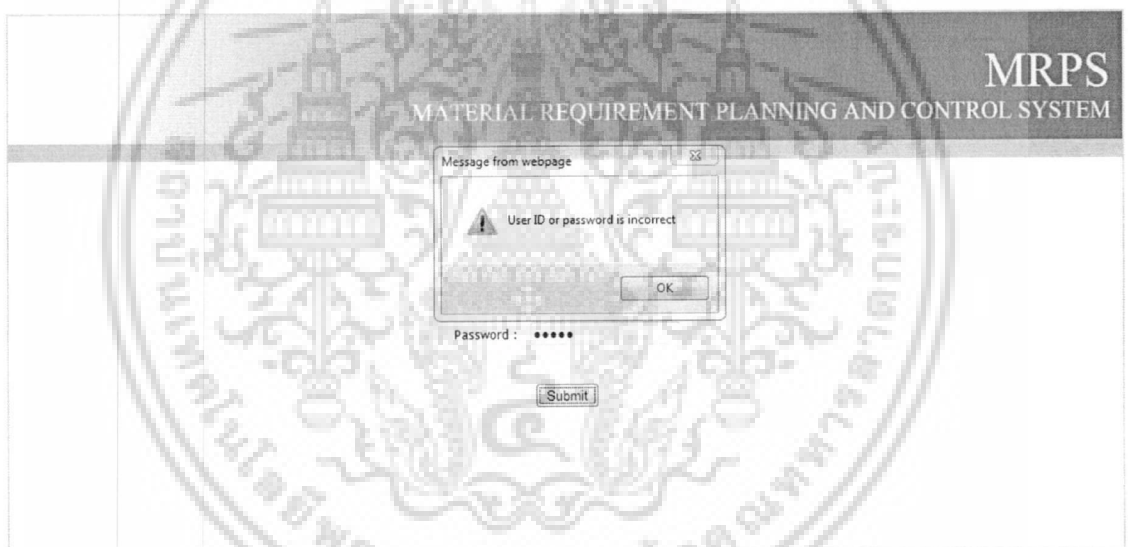 MRPS
MATERIAL REQUIREMENT PLANNING AND CONTROL SYSTEM
Message from webpage
User ID or password is incorrect
OK
Password : •••••
Submit